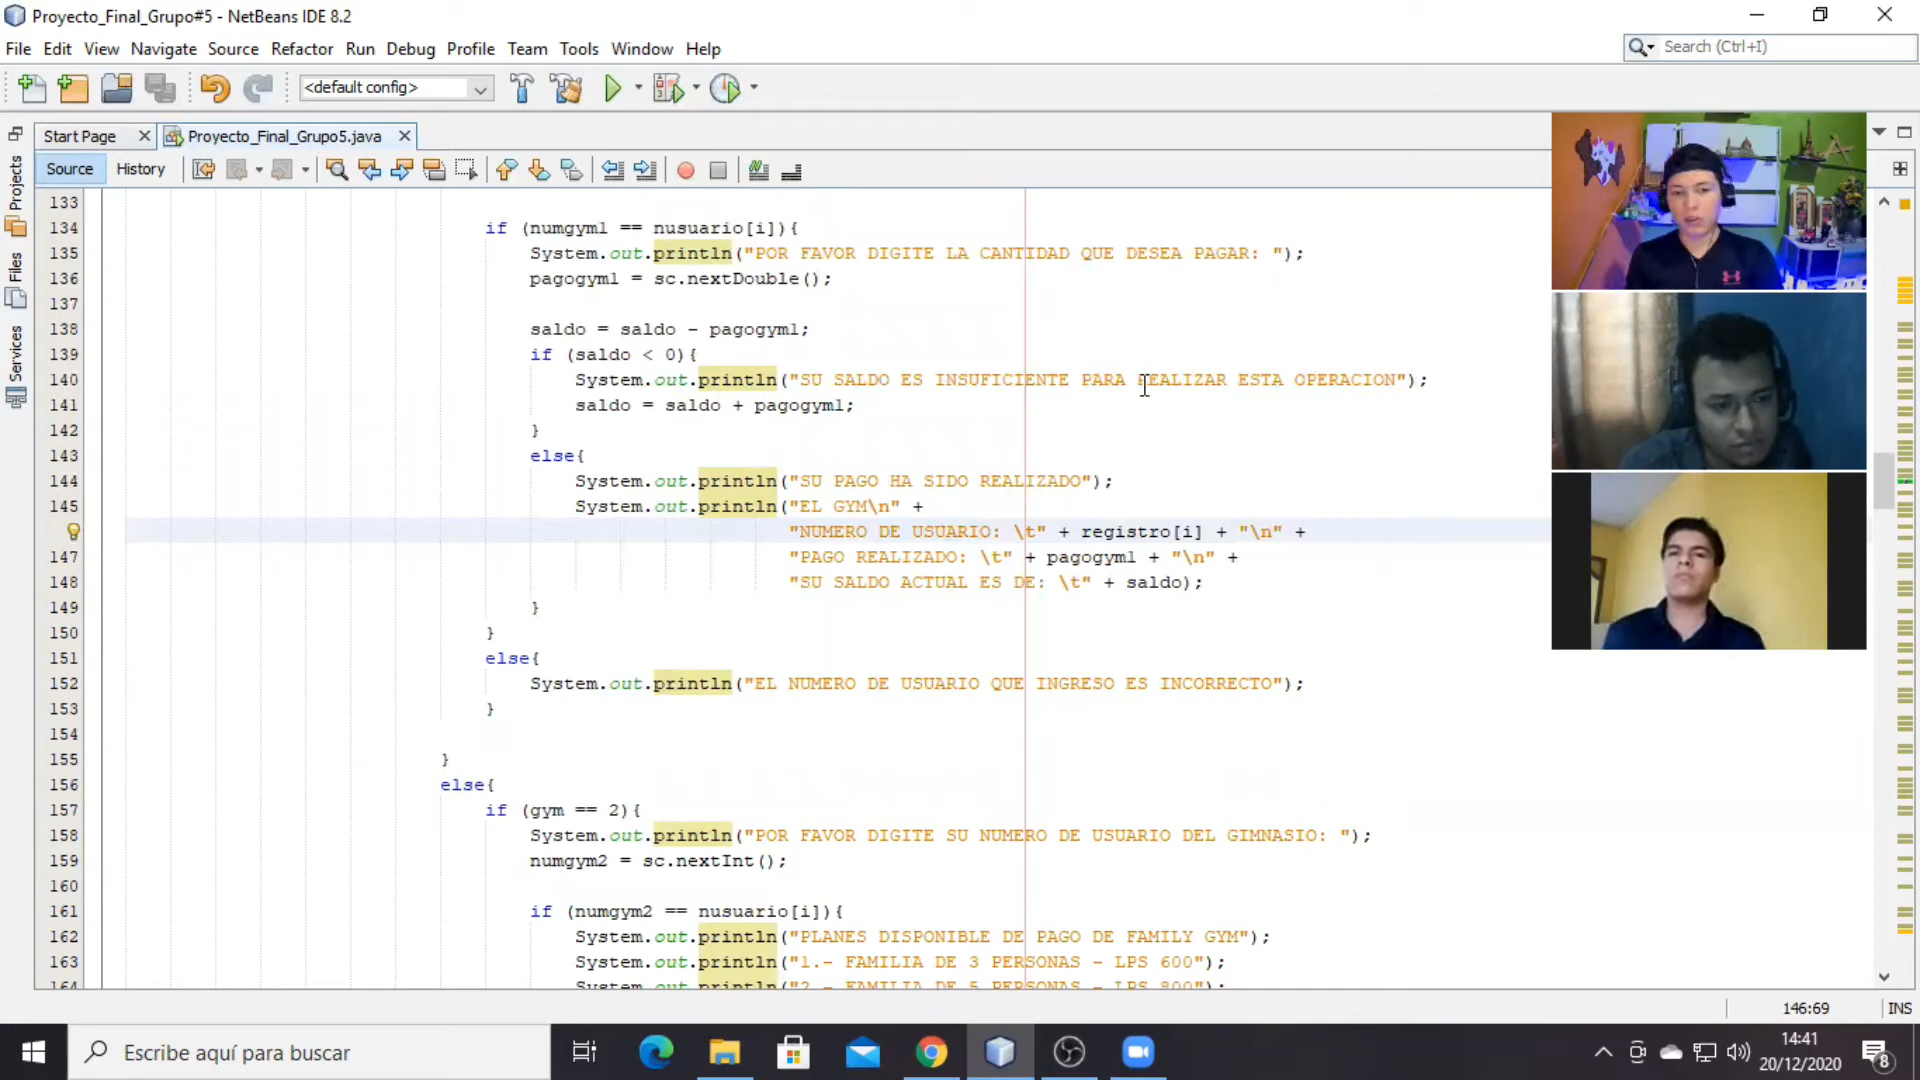 Proyecto_Final_Grupo#5 - NetBeans IDE 8.2
File Edit View Navigate Source Refactor Run Debug Profile Team Tools Window Help
Search (Ctrl+I)
<default config>
Start Page
Proyecto_Final_Grupo5.java
Source History
Projects
Files
Services
133
134 if (numgym1 == nusuario[i]){
135 System.out.println("POR FAVOR DIGITE LA CANTIDAD QUE DESEA PAGAR: ");
136 pagogym1 = sc.nextDouble();
137
138 saldo = saldo - pagogym1;
139 if (saldo < 0){
140 System.out.println("SU SALDO ES INSUFICIENTE PARA REALIZAR ESTA OPERACION");
141 saldo = saldo + pagogym1;
142 }
143 else{
144 System.out.println("SU PAGO HA SIDO REALIZADO");
145 System.out.println("EL GYM\n" +
"NUMERO DE USUARIO: \t" + registro[i] + "\n" +
147 "PAGO REALIZADO: \t" + pagogym1 + "\n" +
148 "SU SALDO ACTUAL ES DE: \t" + saldo);
149 }
150 }
151 else{
152 System.out.println("EL NUMERO DE USUARIO QUE INGRESO ES INCORRECTO");
153 }
154
155 }
156 else{
157 if (gym == 2){
158 System.out.println("POR FAVOR DIGITE SU NUMERO DE USUARIO DEL GIMNASIO: ");
159 numgym2 = sc.nextInt();
160
161 if (numgym2 == nusuario[i]){
162 System.out.println("PLANES DISPONIBLE DE PAGO DE FAMILY GYM");
163 System.out.println("1.- FAMILIA DE 3 PERSONAS - LPS 600");
164 System.out.println("2.- FAMILIA DE 5 PERSONAS - LPS 800");
146:69 INS
Escribe aquí para buscar
14:41
20/12/2020
8